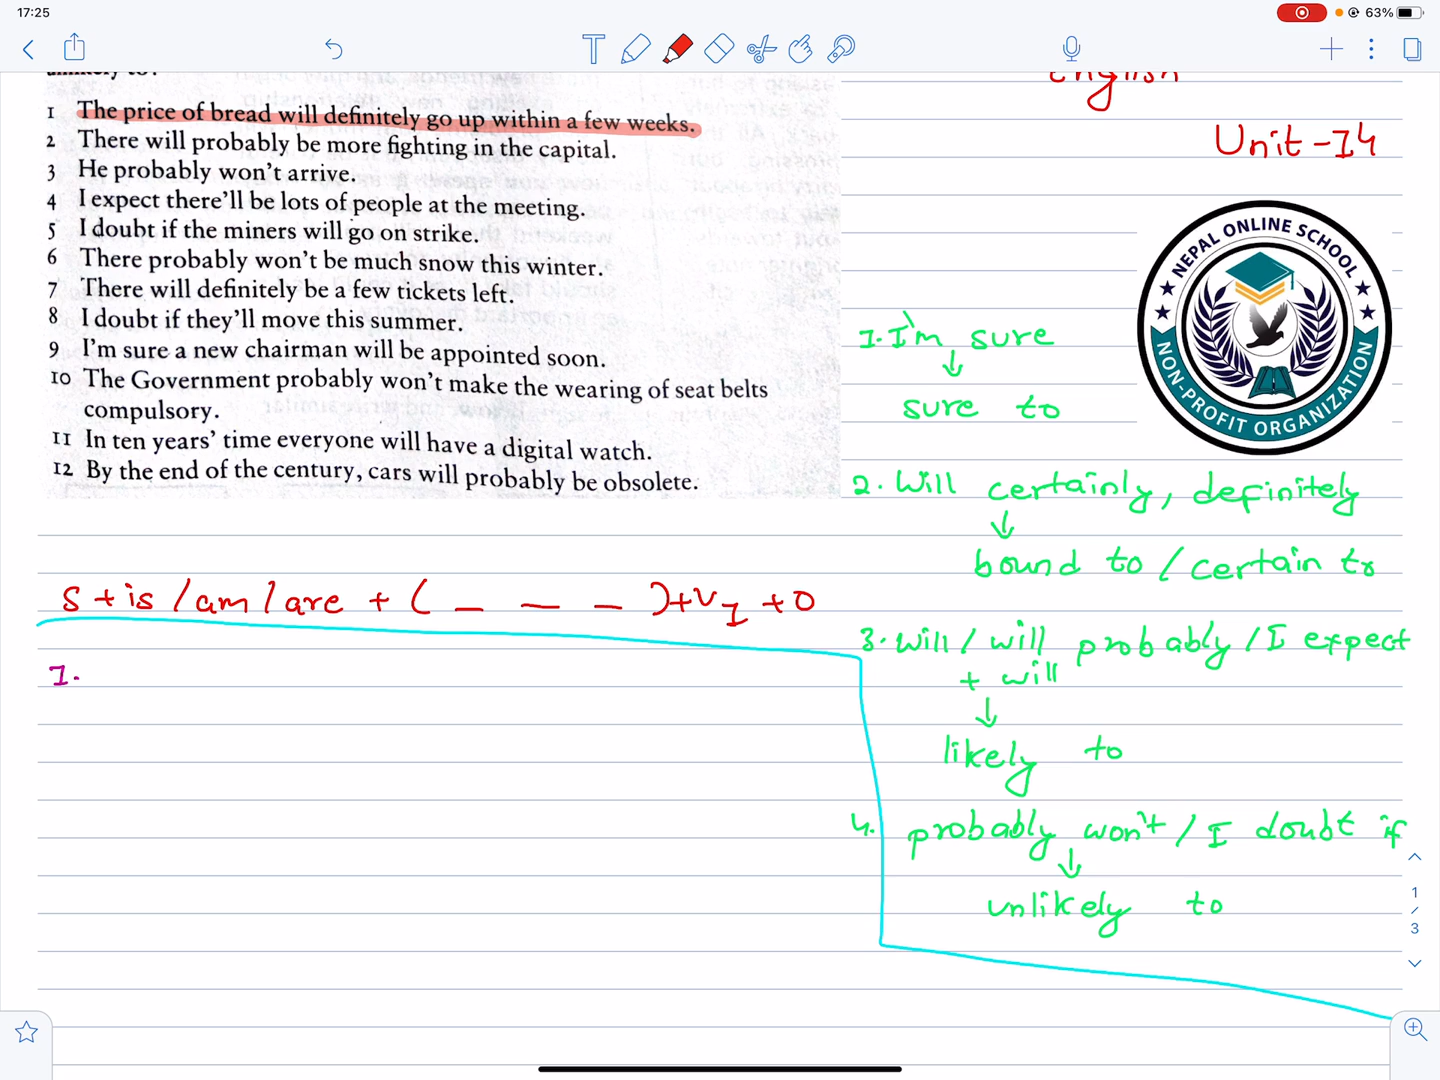 17:25
63%
unlikely to.
1 The price of bread will definitely go up within a few weeks.
2 There will probably be more fighting in the capital.
3 He probably won't arrive.
4 I expect there'll be lots of people at the meeting.
5 I doubt if the miners will go on strike.
6 There probably won't be much snow this winter.
7 There will definitely be a few tickets left.
8 I doubt if they'll move this summer.
9 I'm sure a new chairman will be appointed soon.
10 The Government probably won't make the wearing of seat belts
compulsory.
11 In ten years' time everyone will have a digital watch.
12 By the end of the century, cars will probably be obsolete.
S + is / am / are + ( _ _ _ ) + V1 + O
1.
English
Unit - 14
NEPAL ONLINE SCHOOL
NON-PROFIT ORGANIZATION
1. I'm sure
↓
sure to
2. Will certainly, definitely
↓
bound to / certain to
3. will / will probably / I expect
+ will
↓
likely to
4. probably won't / I doubt if
↓
unlikely to
1
/
3